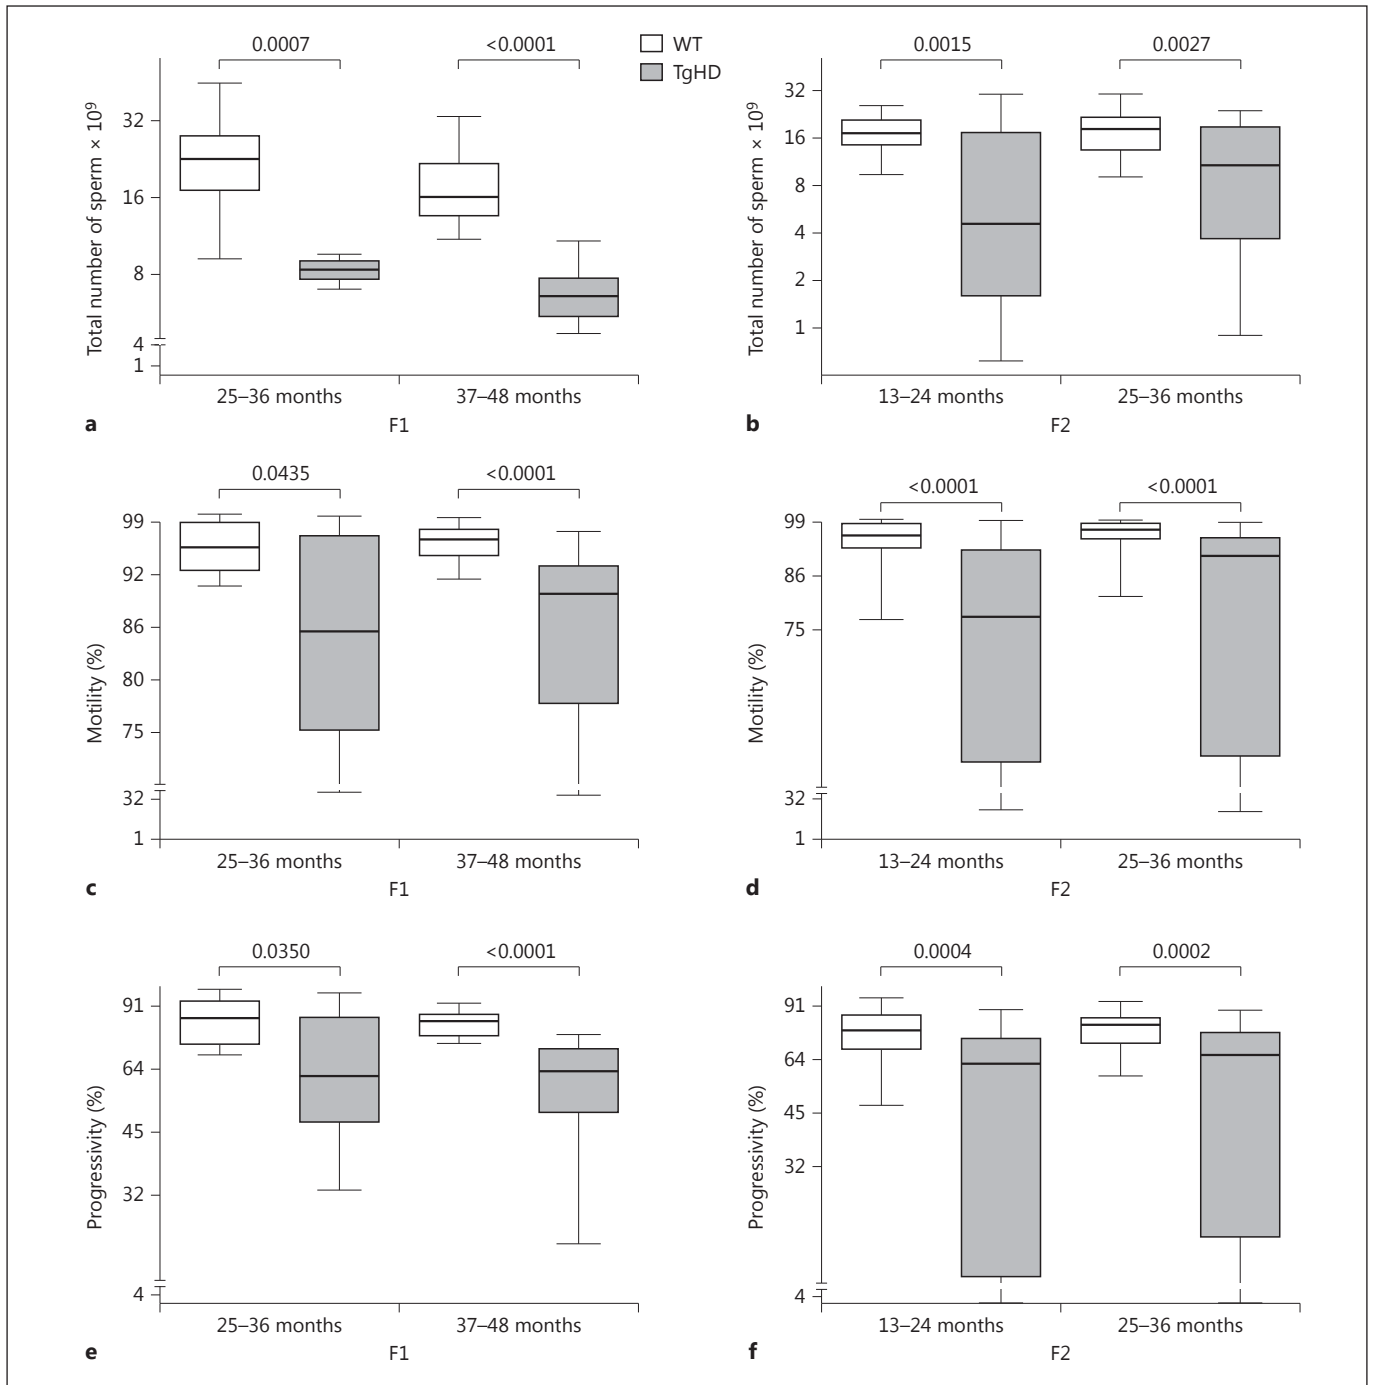 0.0007 <0.0001
WT
TgHD
Total number of sperm × 10⁹
32
16
8
4
1
25–36 months 37–48 months
a F1
0.0015 0.0027
Total number of sperm × 10⁹
32
16
8
4
2
1
13–24 months 25–36 months
b F2
0.0435 <0.0001
Motility (%)
99
92
86
80
75
32
1
25–36 months 37–48 months
c F1
<0.0001 <0.0001
Motility (%)
99
86
75
32
1
13–24 months 25–36 months
d F2
0.0350 <0.0001
Progressivity (%)
91
64
45
32
4
25–36 months 37–48 months
e F1
0.0004 0.0002
Progressivity (%)
91
64
45
32
4
13–24 months 25–36 months
f F2